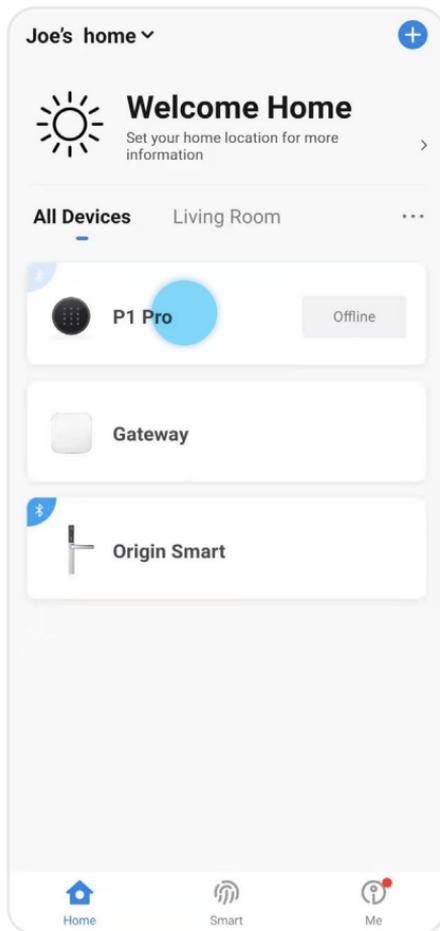 Joe's home
Welcome Home
Set your home location for more
information
All Devices
Living Room
P1 Pro
Offline
Gateway
Origin Smart
Home
Smart
Me